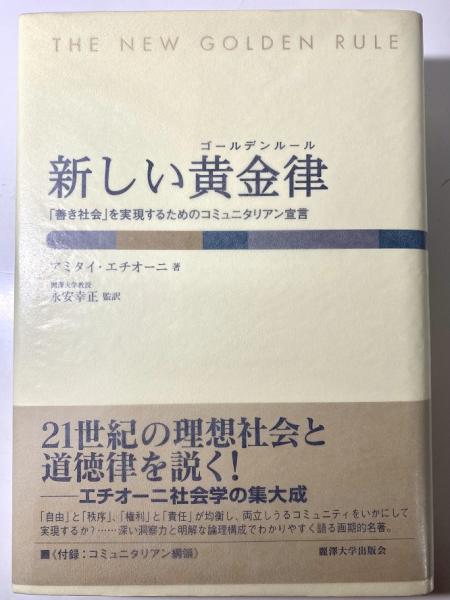 THE NEW GOLDEN RULE
ゴールデンルール
新しい黄金律
「善き社会」を実現するためのコミュニタリアン宣言
アミタイ・エチオーニ 著
麗澤大学教授
永安幸正 監訳
21世紀の理想社会と
道徳律を説く!
——エチオーニ社会学の集大成
「自由」と「秩序」、「権利」と「責任」が均衡し、両立しうるコミュニティをいかにして
実現するか?……深い洞察力と明解な論理構成でわかりやすく語る画期的名著。
■《付録:コミュニタリアン綱領》
麗澤大学出版会